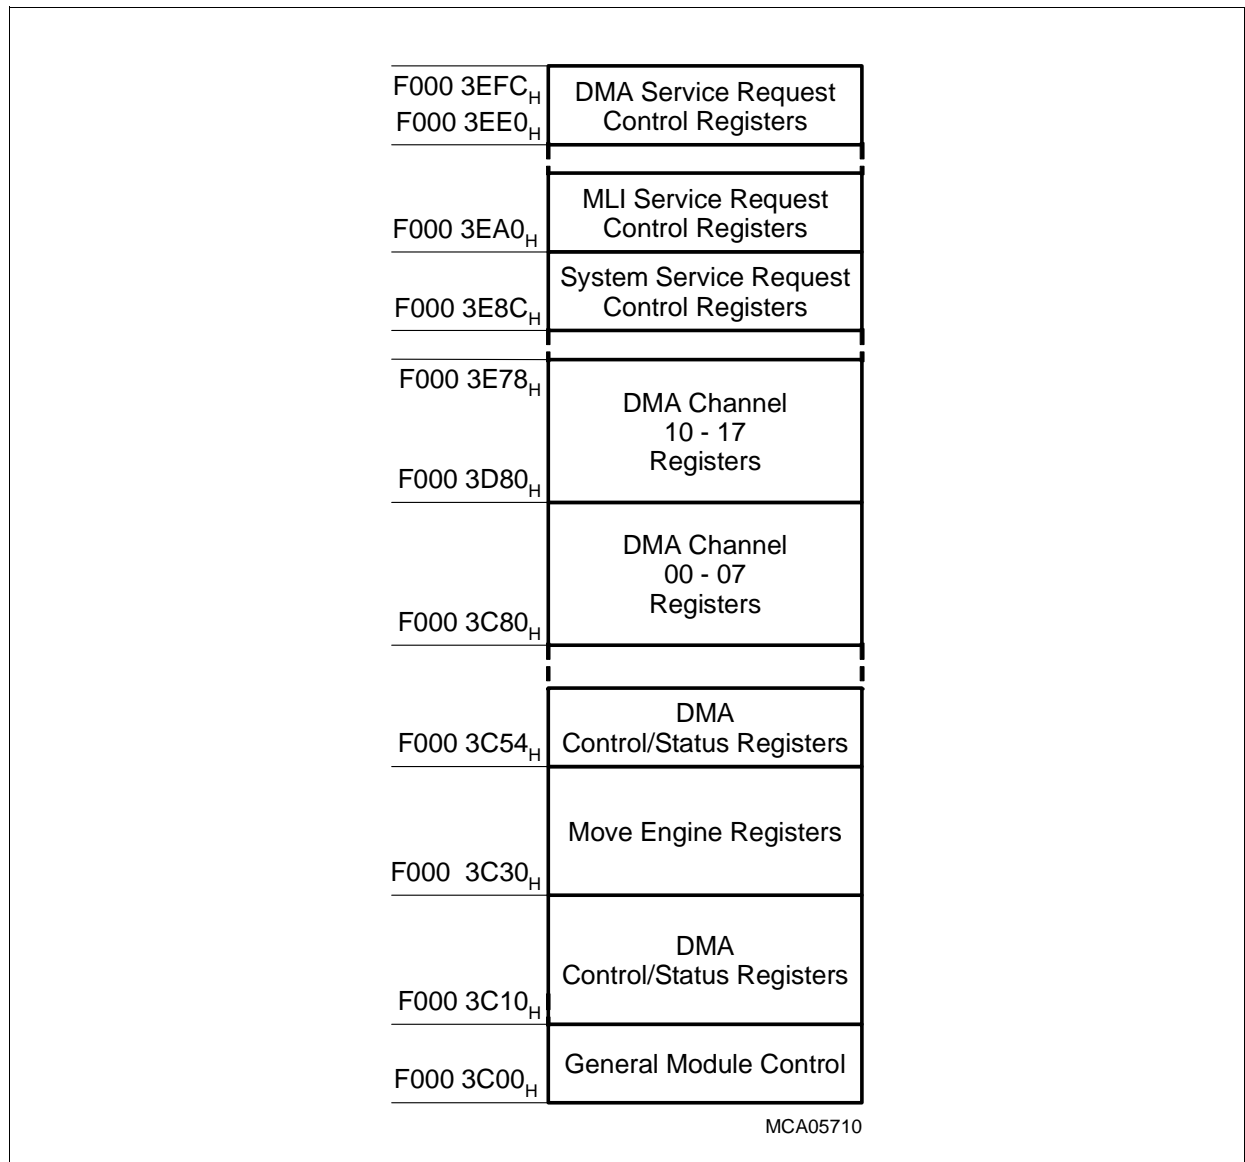 F000 3EFCH
DMA Service Request
Control Registers
F000 3EE0H
MLI Service Request
Control Registers
F000 3EA0H
System Service Request
Control Registers
F000 3E8CH
F000 3E78H
DMA Channel
10 - 17
Registers
F000 3D80H
DMA Channel
00 - 07
Registers
F000 3C80H
DMA
Control/Status Registers
F000 3C54H
Move Engine Registers
F000 3C30H
DMA
Control/Status Registers
F000 3C10H
General Module Control
F000 3C00H
MCA05710